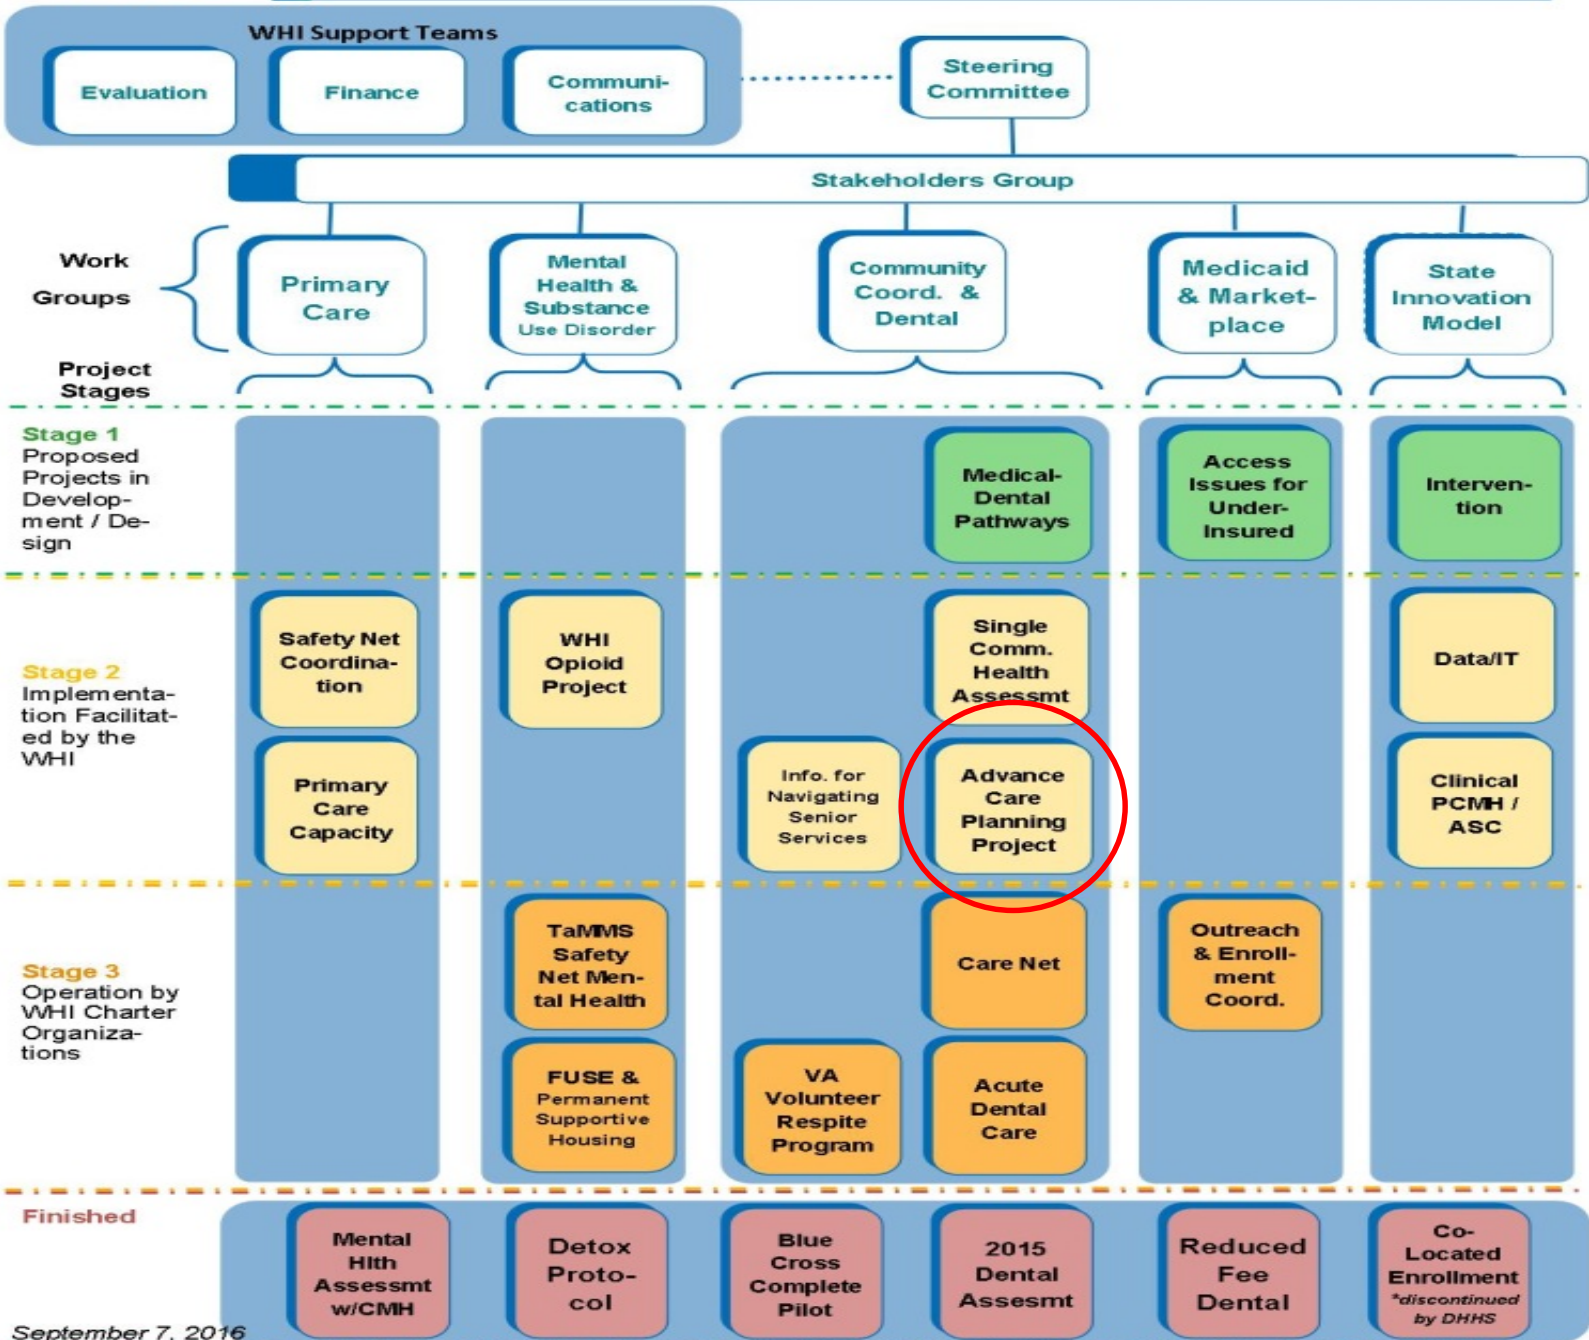 WHI Support Teams
Evaluation
Finance
Communi-
cations
Steering
Committee
Stakeholders Group
Work
Groups
Primary
Care
Mental
Health &
Substance
Use Disorder
Community
Coord. &
Dental
Medicaid
& Market-
place
State
Innovation
Model
Project
Stages
Stage 1
Proposed
Projects in
Develop-
ment / De-
sign
Medical-
Dental
Pathways
Access
Issues for
Under-
Insured
Interven-
tion
Stage 2
Implementa-
tion Facilitat-
ed by the
WHI
Safety Net
Coordina-
tion
WHI
Opioid
Project
Single
Comm.
Health
Assessmt
Data/IT
Primary
Care
Capacity
Info. for
Navigating
Senior
Services
Advance
Care
Planning
Project
Clinical
PCMH /
ASC
Stage 3
Operation by
WHI Charter
Organiza-
tions
TaMMS
Safety
Net Men-
tal Health
Care Net
Outreach
& Enroll-
ment
Coord.
FUSE &
Permanent
Supportive
Housing
VA
Volunteer
Respite
Program
Acute
Dental
Care
Finished
Mental
Hlth
Assessmt
w/CMH
Detox
Proto-
col
Blue
Cross
Complete
Pilot
2015
Dental
Assesmt
Reduced
Fee
Dental
Co-
Located
Enrollment
*discontinued
by DHHS
September 7, 2016